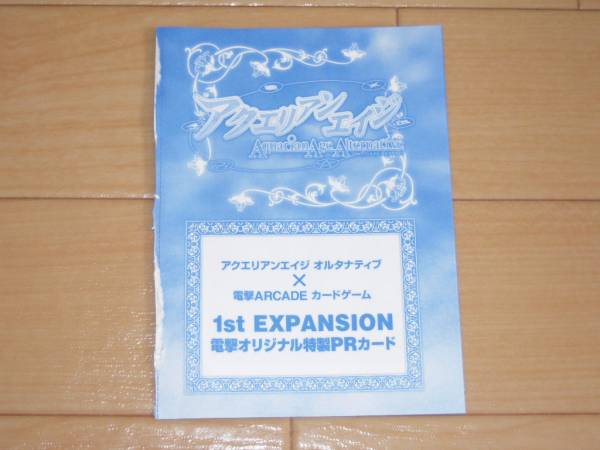 アクエリアンエイジ
Aquarian Age Alternative
アクエリアンエイジ オルタナティブ
×
電撃ARCADE カードゲーム
1st EXPANSION
電撃オリジナル特製PRカード